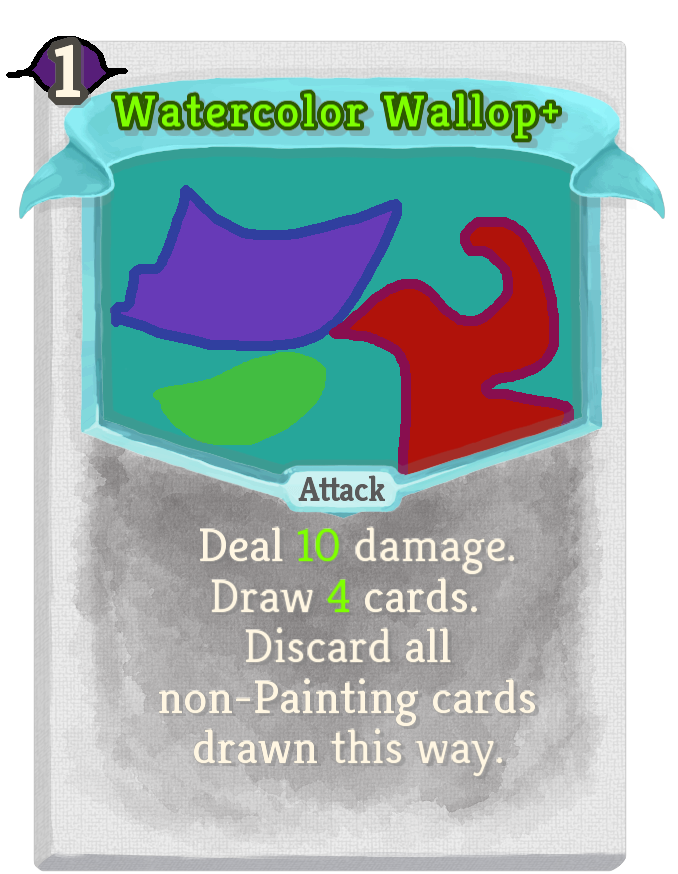 1
Watercolor Wallop+
Attack
Deal 10 damage.
Draw 4 cards.
Discard all
non-Painting cards
drawn this way.